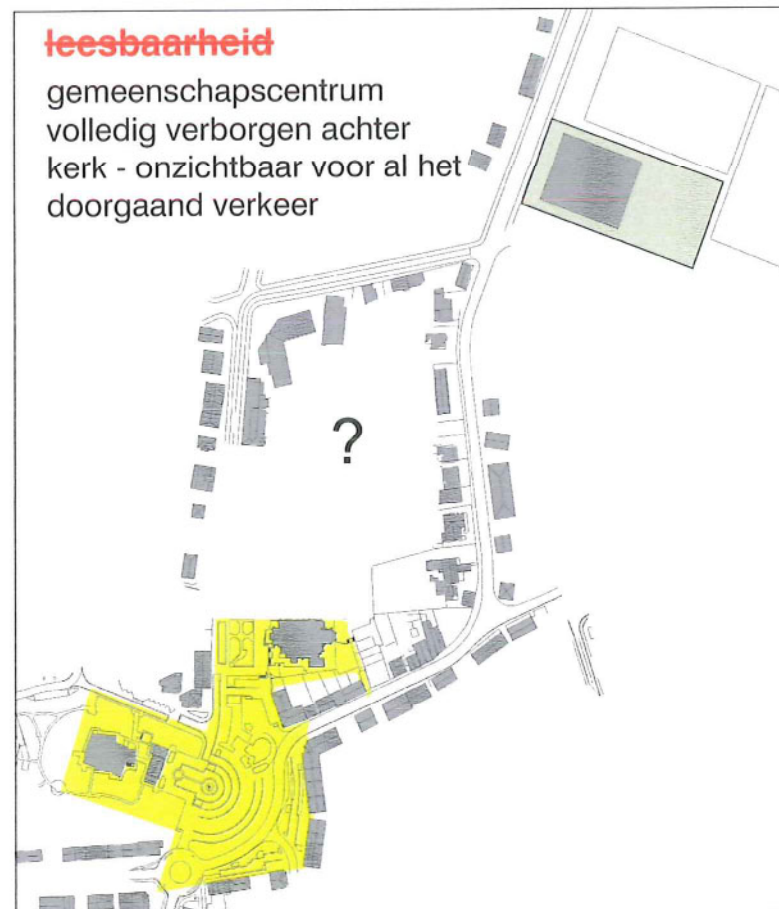 leesbaarheid
gemeenschapscentrum
volledig verborgen achter
kerk - onzichtbaar voor al het
doorgaand verkeer
?